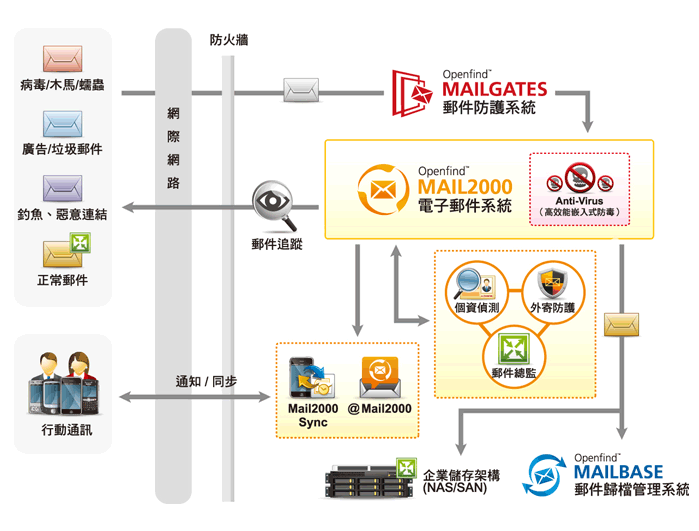 病毒/木馬/蠕蟲
廣告/垃圾郵件
釣魚、惡意連結
正常郵件
行動通訊
網際網路
防火牆
Openfind™
MAILGATES
郵件防護系統
Openfind™
MAIL2000
電子郵件系統
Anti-Virus
(高效能嵌入式防毒)
郵件追蹤
個資偵測
外寄防護
郵件總監
通知 / 同步
Mail2000
Sync
@Mail2000
企業儲存架構
(NAS/SAN)
Openfind™
MAILBASE
郵件歸檔管理系統